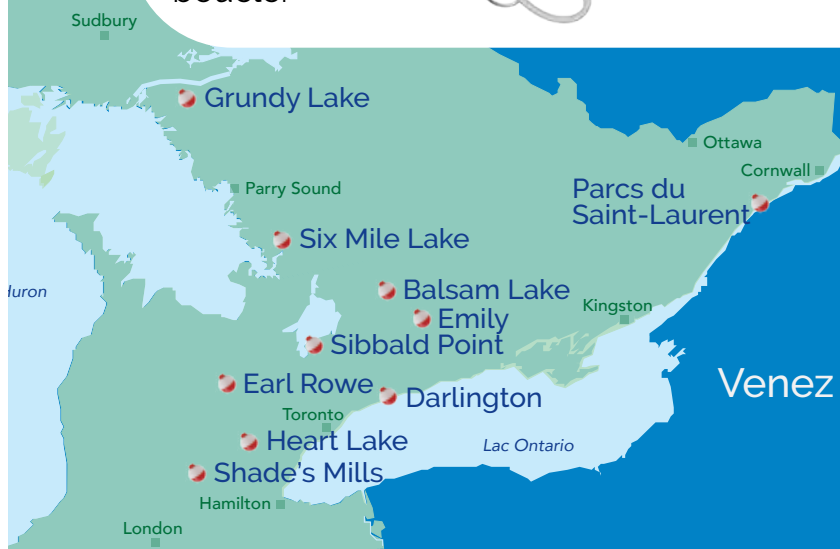 Sudbury
Grundy Lake
Ottawa
Cornwall
Parry Sound
Parcs du
Saint-Laurent
Six Mile Lake
Huron
Balsam Lake
Kingston
Emily
Sibbald Point
Earl Rowe
Venez
Darlington
Toronto
Heart Lake
Lac Ontario
Shade's Mills
Hamilton
London